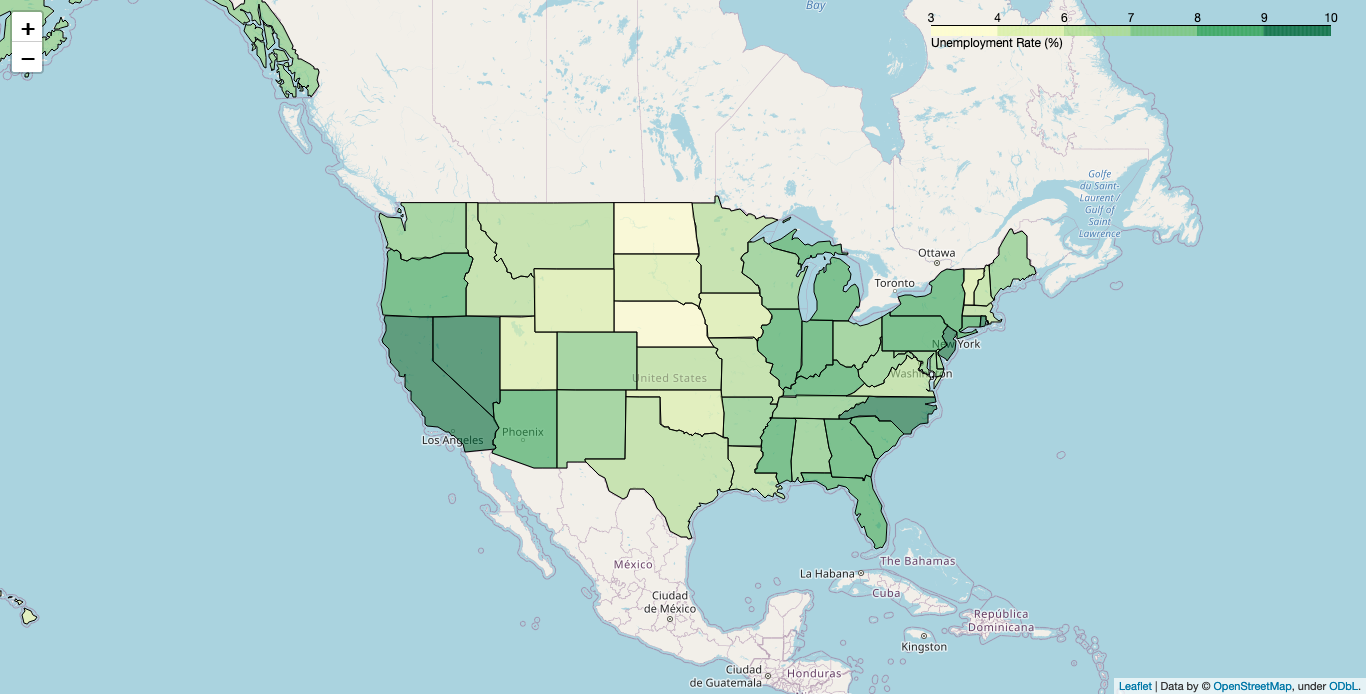 +
−
Bay
3 4 6 7 8 9 10
Unemployment Rate (%)
Golfe
du Saint-
Laurent /
Gulf of
Saint
Lawrence
Ottawa
Toronto
New York
Washington
United States
Phoenix
Los Angeles
México
La Habana
The Bahamas
Cuba
Ciudad
de México
República
Dominicana
Kingston
Ciudad
de Guatemala
Honduras
Leaflet | Data by © OpenStreetMap, under ODbL.